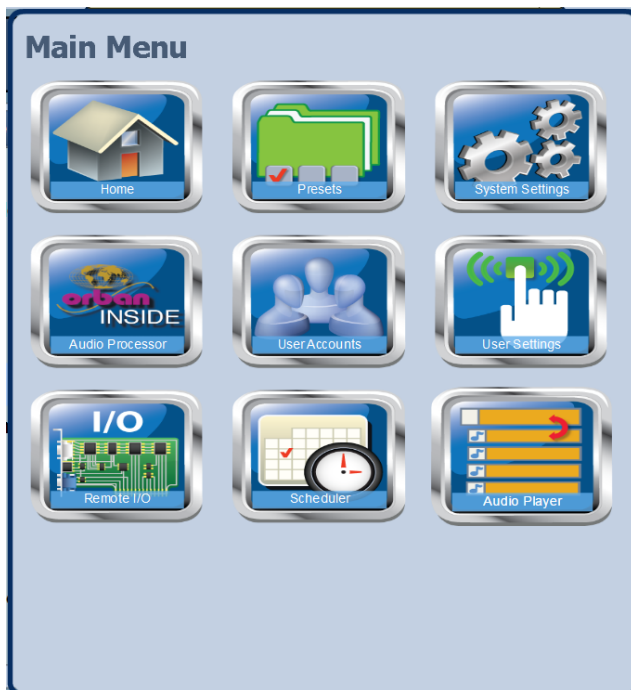 Main Menu
Home
Presets
System Settings
orban
INSIDE
Audio Processor
User Accounts
User Settings
I/O
Remote I/O
Scheduler
Audio Player